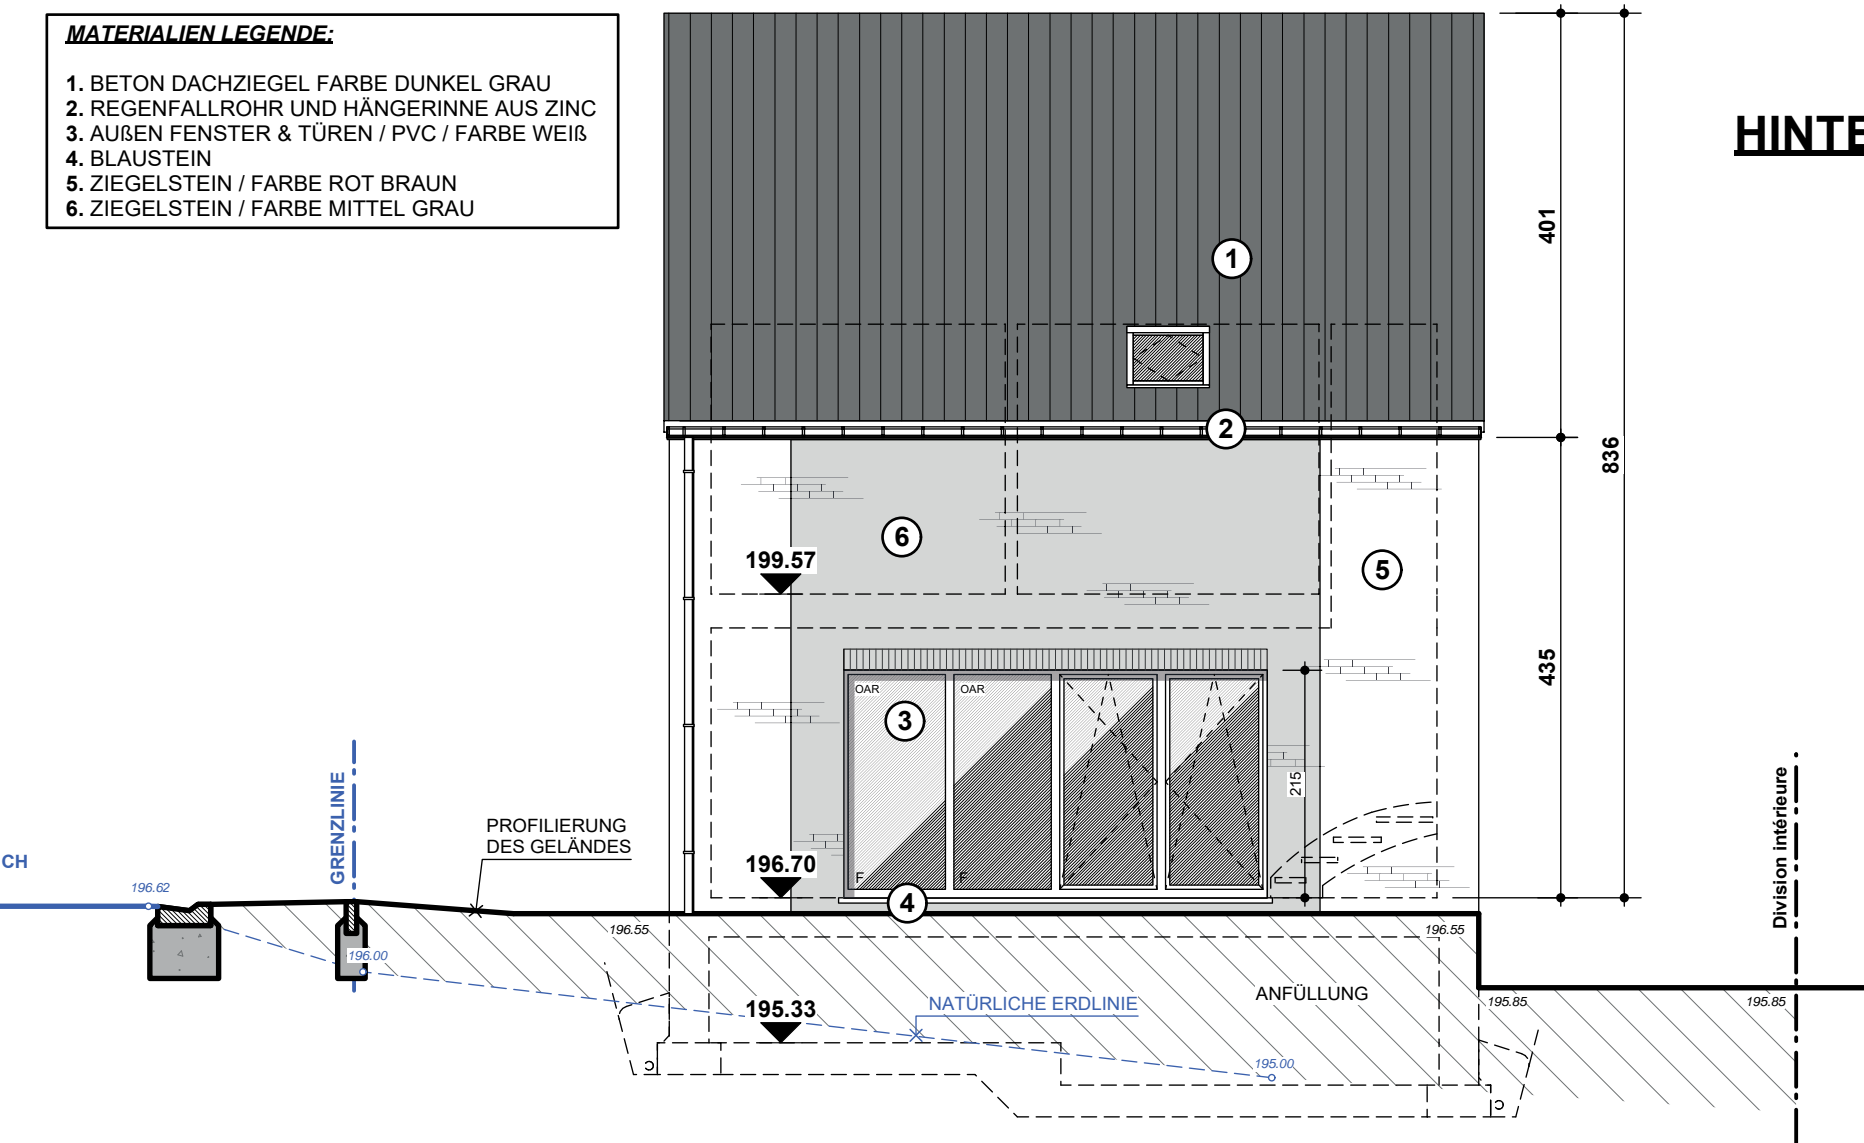 MATERIALIEN LEGENDE:
1. BETON DACHZIEGEL FARBE DUNKEL GRAU
2. REGENFALLROHR UND HÄNGERINNE AUS ZINC
3. AUßEN FENSTER & TÜREN / PVC / FARBE WEIß
4. BLAUSTEIN
5. ZIEGELSTEIN / FARBE ROT BRAUN
6. ZIEGELSTEIN / FARBE MITTEL GRAU
HINTE
401
1
2
836
6
199.57
5
435
OAR
OAR
3
215
GRENZLINIE
PROFILIERUNG
DES GELÄNDES
Division intérieure
CH
196.62
196.70
F
F
4
196.55
196.55
196.00
ANFÜLLUNG
NATÜRLICHE ERDLINIE
195.33
195.85
195.85
195.00
C
C